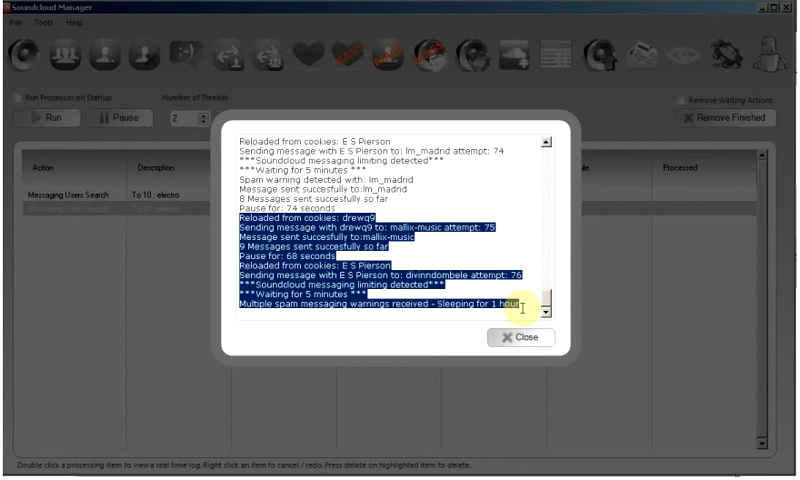 Soundcloud Manager
File Tools Help
Run Processor on Startup
Number of Threads
Remove Waiting Actions
Run
Pause
2
Remove Finished
Action
Description
Processed
Messaging Users Search
To 10 : electro
Messaging Users Search
To 10 : electro
Reloaded from cookies: E S Pierson
Sending message with E S Pierson to: lm_madrid attempt: 74
***Soundcloud messaging limiting detected***
***Waiting for 5 minutes ***
Spam warning detected with: lm_madrid
Message sent succesfully to:lm_madrid
8 Messages sent succesfully so far
Pause for: 74 seconds
Reloaded from cookies: drewq9
Sending message with drewq9 to: mallix-music attempt: 75
Message sent succesfully to:mallix-music
9 Messages sent succesfully so far
Pause for: 68 seconds
Reloaded from cookies: E S Pierson
Sending message with E S Pierson to: divinndombele attempt: 76
***Soundcloud messaging limiting detected***
***Waiting for 5 minutes ***
Multiple spam messaging warnings received - Sleeping for 1 hour
Close
Double click a processing item to view a real time log. Right click an item to cancel / redo. Press delete on highlighted item to delete.